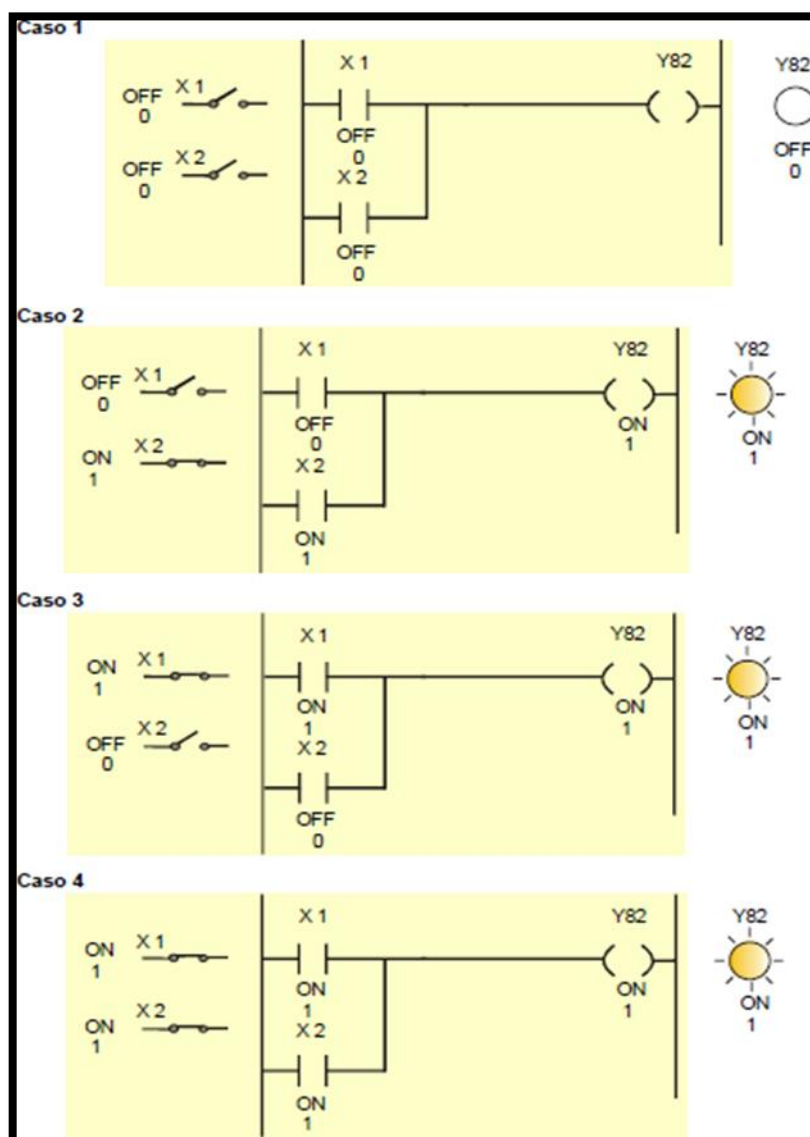 Caso 1
X 1 Y82 Y82
OFF X 1
0
OFF
0
OFF
0
X 2
OFF X 2
0
OFF
0
Caso 2
X 1 Y82 Y82
OFF X 1
0
OFF
0
ON
1
ON
1
X 2
ON X 2
1
ON
1
Caso 3
X 1 Y82 Y82
ON X 1
1
ON
1
ON
1
ON
1
X 2
OFF X 2
0
OFF
0
Caso 4
X 1 Y82 Y82
ON X 1
1
ON
1
ON
1
ON
1
X 2
ON X 2
1
ON
1